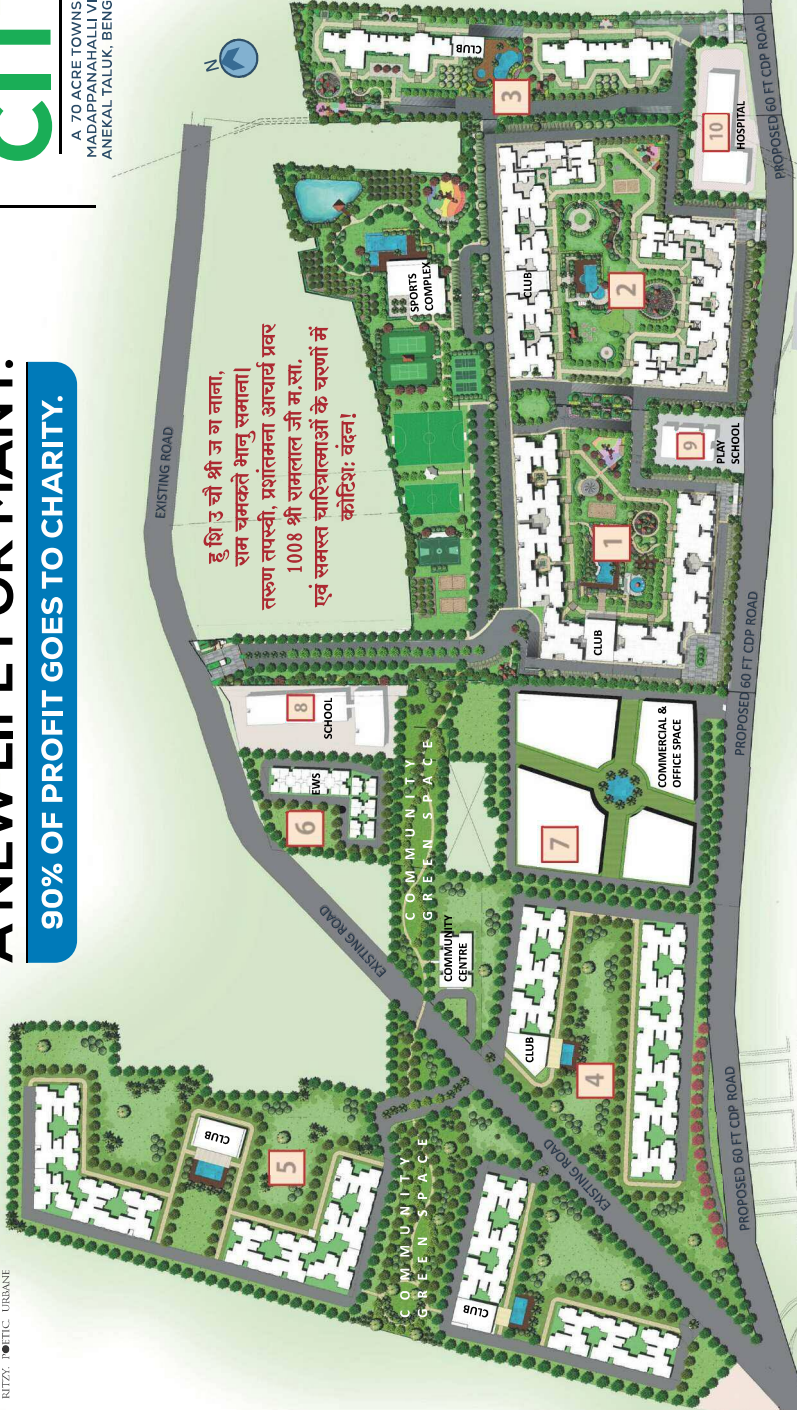 RITZY. POETIC. URBANE
A NEW LIFE FOR MANY.
90% OF PROFIT GOES TO CHARITY.
A 70 ACRE
MADAPPANAHALLI
ANEKAL TALUK,
N
EXISTING ROAD
हु शि उ चौ श्री ज ग नाना,
राम चमकते भानु समाना।
तरूण तपस्वी, प्रशांतमना आचार्य प्रवर
1008 श्री रामलाल जी म.सा.
एवं समस्त चारित्रात्माओं के चरणों में
कोटिश: वंदन!
CLUB
5
6
EWS
8
SCHOOL
EXISTING ROAD
SPORTS
COMPLEX
CLUB
3
COMMUNITY
GREEN SPACE
COMMUNITY
GREEN SPACE
COMMUNITY
CENTRE
CLUB
EXISTING ROAD
CLUB
4
7
COMMERCIAL &
OFFICE SPACE
CLUB
1
CLUB
2
9
PLAY
SCHOOL
10
HOSPITAL
PROPOSED 60 FT CDP ROAD
PROPOSED 60 FT CDP ROAD
PROPOSED 60 FT CDP ROAD